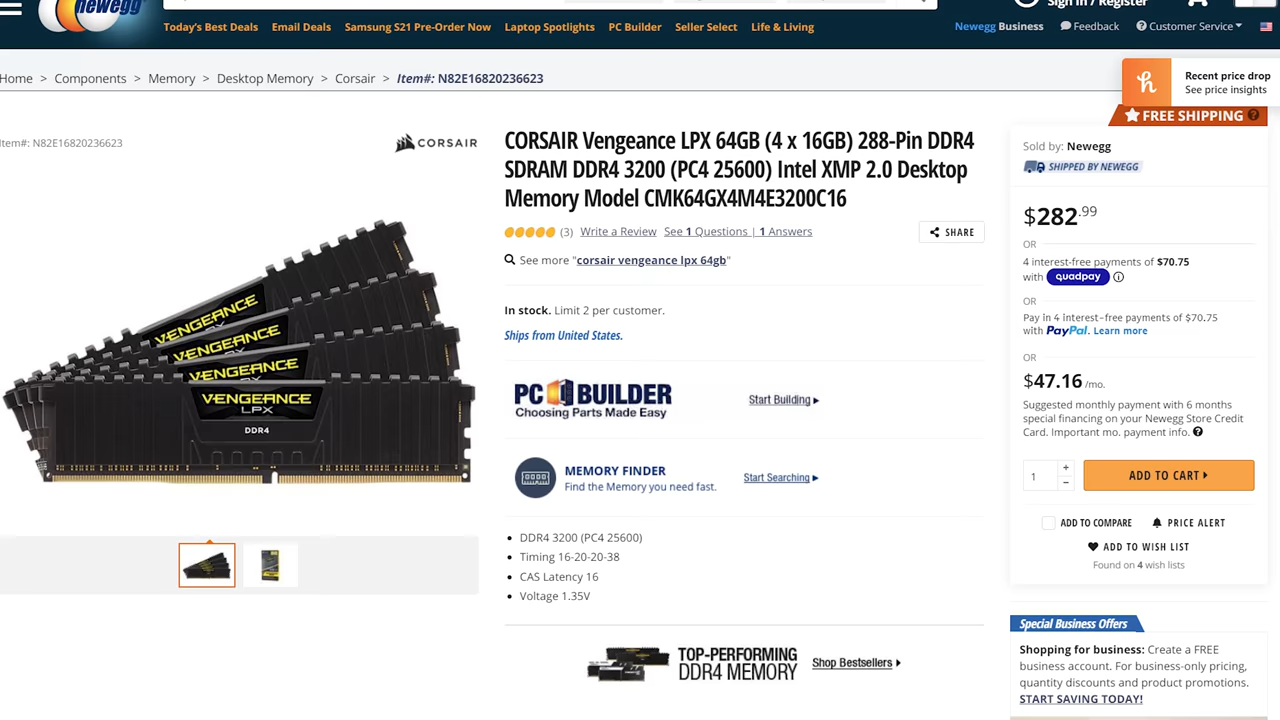 newegg
Sign in / Register
Today's Best Deals
Email Deals
Samsung S21 Pre-Order Now
Laptop Spotlights
PC Builder
Seller Select
Life & Living
Newegg Business
Feedback
Customer Service
Home > Components > Memory > Desktop Memory > Corsair > Item#: N82E16820236623
Recent price drop
See price insights
FREE SHIPPING
tem#: N82E16820236623
CORSAIR
CORSAIR Vengeance LPX 64GB (4 x 16GB) 288-Pin DDR4
SDRAM DDR4 3200 (PC4 25600) Intel XMP 2.0 Desktop
Memory Model CMK64GX4M4E3200C16
(3) Write a Review See 1 Questions | 1 Answers
SHARE
See more "corsair vengeance lpx 64gb"
In stock. Limit 2 per customer.
Ships from United States.
VENGEANCE
VENGEANCE
VENGEANCE
VENGEANCE
LPX
DDR4
PC BUILDER
Choosing Parts Made Easy
Start Building
MEMORY FINDER
Find the Memory you need fast.
Start Searching
• DDR4 3200 (PC4 25600)
• Timing 16-20-20-38
• CAS Latency 16
• Voltage 1.35V
TOP-PERFORMING
DDR4 MEMORY
Shop Bestsellers
Sold by: Newegg
SHIPPED BY NEWEGG
$282.99
OR
4 interest-free payments of $70.75
with quadpay
OR
Pay in 4 interest-free payments of $70.75
with PayPal. Learn more
OR
$47.16 /mo.
Suggested monthly payment with 6 months
special financing on your Newegg Store Credit
Card. Important mo. payment info.
1 + -
ADD TO CART
ADD TO COMPARE
PRICE ALERT
ADD TO WISH LIST
Found on 4 wish lists
Special Business Offers
Shopping for business: Create a FREE
business account. For business-only pricing,
quantity discounts and product promotions.
START SAVING TODAY!